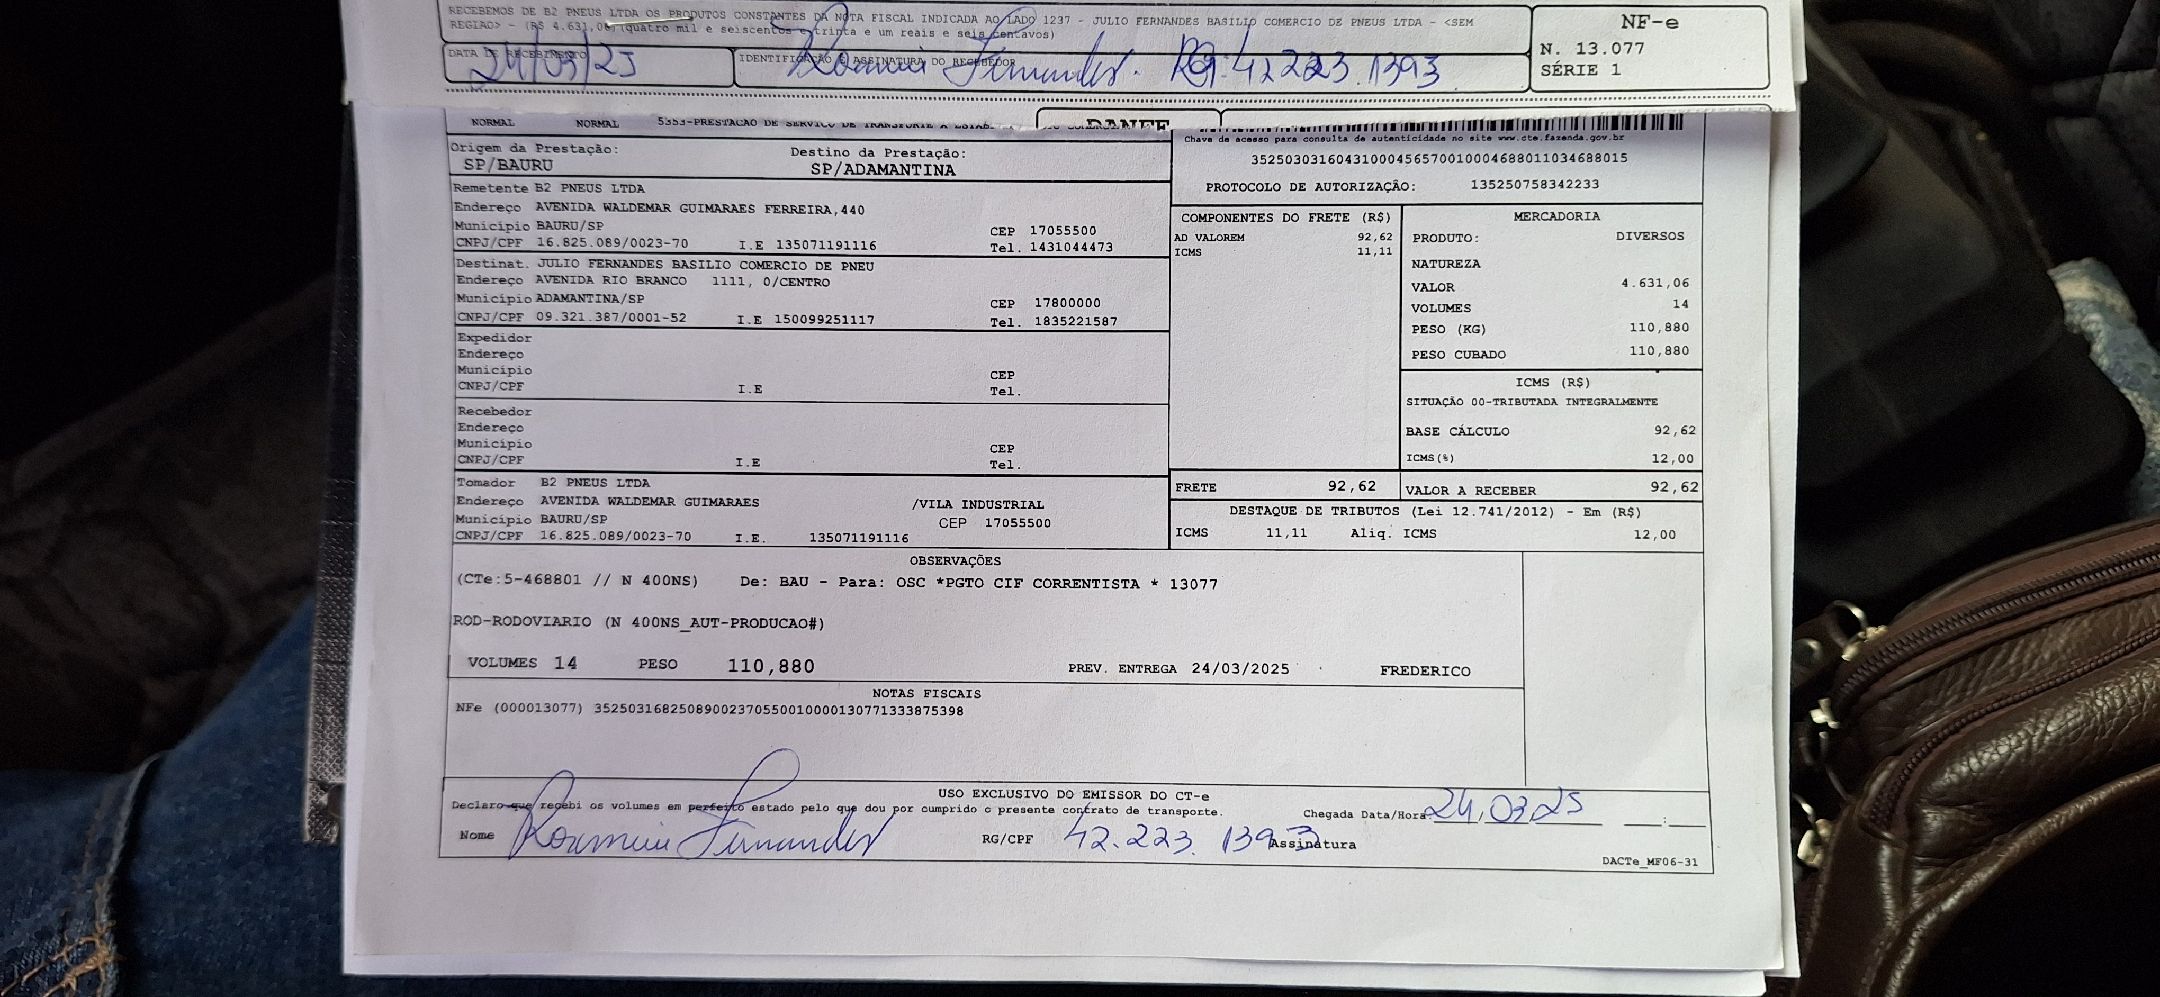 RECEBEMOS DE B2 PNEUS LTDA OS PRODUTOS CONSTANTES DA NOTA FISCAL INDICADA AO LADO 1237 - JULIO FERNANDES BASILIO COMERCIO DE PNEUS LTDA - <SEM
REGIAO> - (R$ 4.631,06)(quatro mil e seiscentos e trinta e um reais e seis centavos)
NF-e
N. 13.077
SÉRIE 1
DATA DE RECEBIMENTO
24/03/25
IDENTIFICAÇÃO E ASSINATURA DO RECEBEDOR
Fernandes. RG 42 223.1393
DANFE
NORMAL NORMAL 5353-PRESTACAO DE SERVICO DE TRANSPORTE A ESTAB.
Chave de acesso para consulta de autenticidade no site www.cte.fazenda.gov.br
35250303160431000456570010004688011034688015
PROTOCOLO DE AUTORIZAÇÃO: 135250758342233
Origem da Prestação:
SP/BAURU
Destino da Prestação:
SP/ADAMANTINA
Remetente B2 PNEUS LTDA
Endereço AVENIDA WALDEMAR GUIMARAES FERREIRA,440
Município BAURU/SP CEP 17055500
CNPJ/CPF 16.825.089/0023-70 I.E 135071191116 Tel. 1431044473
Destinat. JULIO FERNANDES BASILIO COMERCIO DE PNEU
Endereço AVENIDA RIO BRANCO 1111, 0/CENTRO
Município ADAMANTINA/SP CEP 17800000
CNPJ/CPF 09.321.387/0001-52 I.E 150099251117 Tel. 1835221587
Expedidor
Endereço
Município CEP
CNPJ/CPF I.E Tel.
Recebedor
Endereço
Município CEP
CNPJ/CPF I.E Tel.
Tomador B2 PNEUS LTDA
Endereço AVENIDA WALDEMAR GUIMARAES /VILA INDUSTRIAL
Município BAURU/SP CEP 17055500
CNPJ/CPF 16.825.089/0023-70 I.E. 135071191116
COMPONENTES DO FRETE (R$)
AD VALOREM 92,62
ICMS 11,11
MERCADORIA
PRODUTO: DIVERSOS
NATUREZA
VALOR 4.631,06
VOLUMES 14
PESO (KG) 110,880
PESO CUBADO 110,880
ICMS (R$)
SITUAÇÃO 00-TRIBUTADA INTEGRALMENTE
BASE CÁLCULO 92,62
ICMS(%) 12,00
FRETE 92,62 VALOR A RECEBER 92,62
DESTAQUE DE TRIBUTOS (Lei 12.741/2012) - Em (R$)
ICMS 11,11 Aliq. ICMS 12,00
OBSERVAÇÕES
(CTe:5-468801 // N 400NS) De: BAU - Para: OSC *PGTO CIF CORRENTISTA * 13077
ROD-RODOVIARIO (N 400NS_AUT-PRODUCAO#)
VOLUMES 14 PESO 110,880 PREV. ENTREGA 24/03/2025 FREDERICO
NOTAS FISCAIS
NFe (000013077) 35250316825089002370550010000130771333875398
USO EXCLUSIVO DO EMISSOR DO CT-e
Declaro que recebi os volumes em perfeito estado pelo que dou por cumprido o presente contrato de transporte.
Chegada Data/Hora 24.03.25 __:__
Nome Fernandes RG/CPF 42.223.1393 Assinatura
DACTe_MF06-31